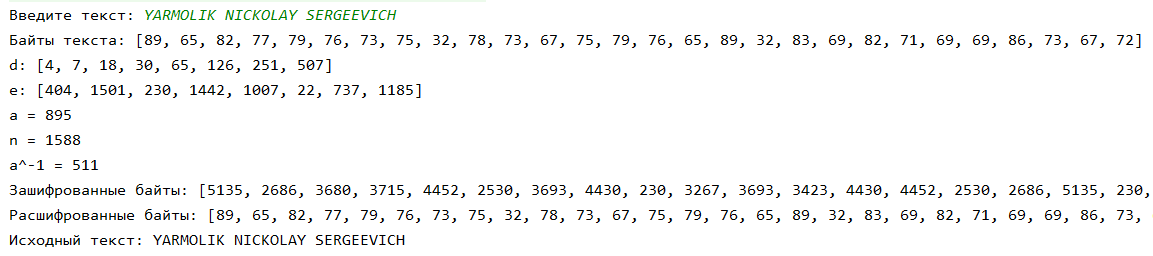 Введите текст: YARMOLIK NICKOLAY SERGEEVICH
Байты текста: [89, 65, 82, 77, 79, 76, 73, 75, 32, 78, 73, 67, 75, 79, 76, 65, 89, 32, 83, 69, 82, 71, 69, 69, 86, 73, 67, 72]
d: [4, 7, 18, 30, 65, 126, 251, 507]
e: [404, 1501, 230, 1442, 1007, 22, 737, 1185]
a = 895
n = 1588
a^-1 = 511
Зашифрованные байты: [5135, 2686, 3680, 3715, 4452, 2530, 3693, 4430, 230, 3267, 3693, 3423, 4430, 4452, 2530, 2686, 5135, 230,
Расшифрованные байты: [89, 65, 82, 77, 79, 76, 73, 75, 32, 78, 73, 67, 75, 79, 76, 65, 89, 32, 83, 69, 82, 71, 69, 69, 86, 73,
Исходный текст: YARMOLIK NICKOLAY SERGEEVICH